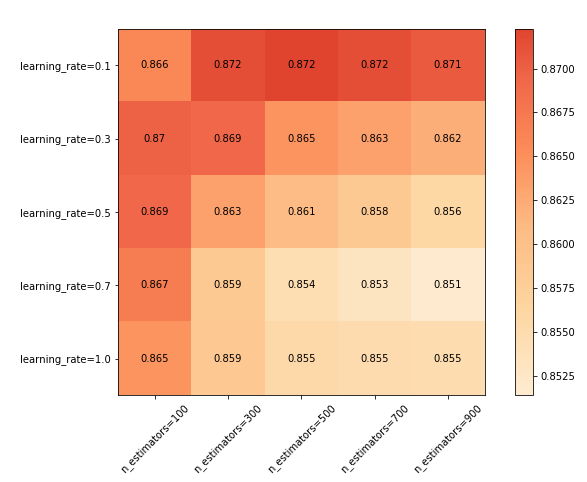 learning_rate=0.1 0.866 0.872 0.872 0.872 0.871
learning_rate=0.3 0.87 0.869 0.865 0.863 0.862
learning_rate=0.5 0.869 0.863 0.861 0.858 0.856
learning_rate=0.7 0.867 0.859 0.854 0.853 0.851
learning_rate=1.0 0.865 0.859 0.855 0.855 0.855
n_estimators=100 n_estimators=300 n_estimators=500 n_estimators=700 n_estimators=900
0.8700
0.8675
0.8650
0.8625
0.8600
0.8575
0.8550
0.8525